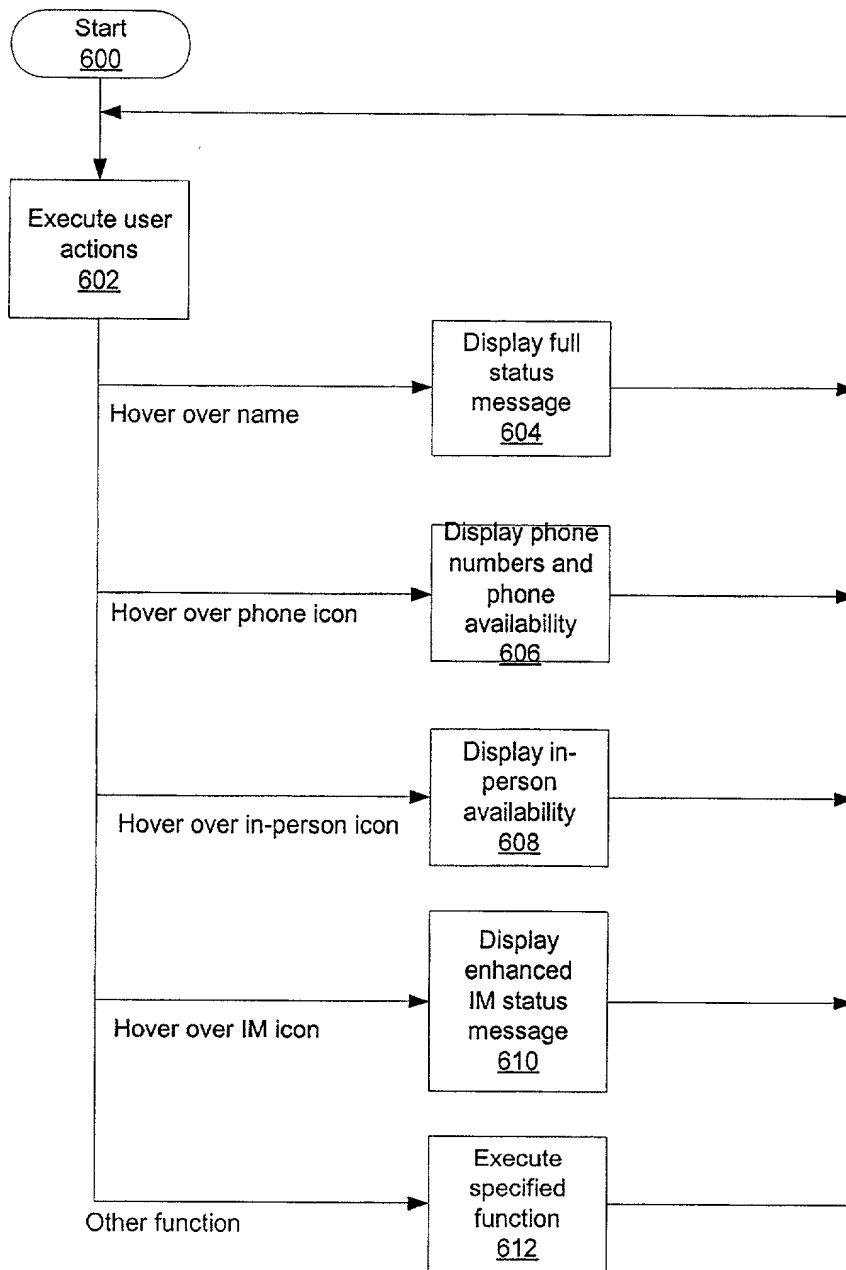 Start
600
Execute user
actions
602
Display full
status
message
604
Hover over name
Display phone
numbers and
phone
availability
606
Hover over phone icon
Display in-
person
availability
608
Hover over in-person icon
Display
enhanced
IM status
message
610
Hover over IM icon
Execute
specified
function
612
Other function